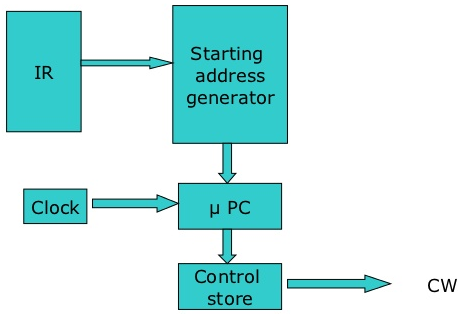 IR
Starting
address
generator
Clock
μ PC
Control
store
CW